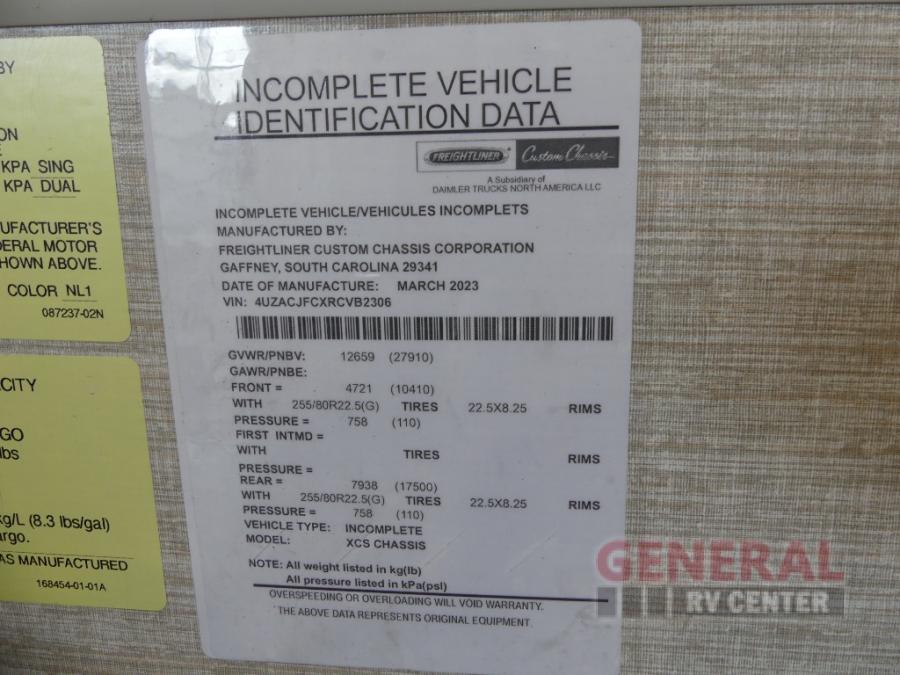 BY
ON
KPA SING
KPA DUAL
UFACTURER'S
DERAL MOTOR
HOWN ABOVE.
COLOR NL1
087237-02N
CITY
GO
lbs
kg/L (8.3 lbs/gal)
argo.
AS MANUFACTURED
168454-01-01A
INCOMPLETE VEHICLE
IDENTIFICATION DATA
FREIGHTLINER Custom Chassis
A Subsidiary of
DAIMLER TRUCKS NORTH AMERICA LLC
INCOMPLETE VEHICLE/VEHICULES INCOMPLETS
MANUFACTURED BY:
FREIGHTLINER CUSTOM CHASSIS CORPORATION
GAFFNEY, SOUTH CAROLINA 29341
DATE OF MANUFACTURE: MARCH 2023
VIN: 4UZACJFCXRCVB2306
GVWR/PNBV: 12659 (27910)
GAWR/PNBE:
FRONT = 4721 (10410)
WITH 255/80R22.5(G) TIRES 22.5X8.25 RIMS
PRESSURE = 758 (110)
FIRST INTMD =
WITH TIRES RIMS
PRESSURE =
REAR = 7938 (17500)
WITH 255/80R22.5(G) TIRES 22.5X8.25 RIMS
PRESSURE = 758 (110)
VEHICLE TYPE: INCOMPLETE
MODEL: XCS CHASSIS
NOTE: All weight listed in kg(lb)
All pressure listed in kPa(psi)
OVERSPEEDING OR OVERLOADING WILL VOID WARRANTY.
THE ABOVE DATA REPRESENTS ORIGINAL EQUIPMENT
GENERAL
RV CENTER